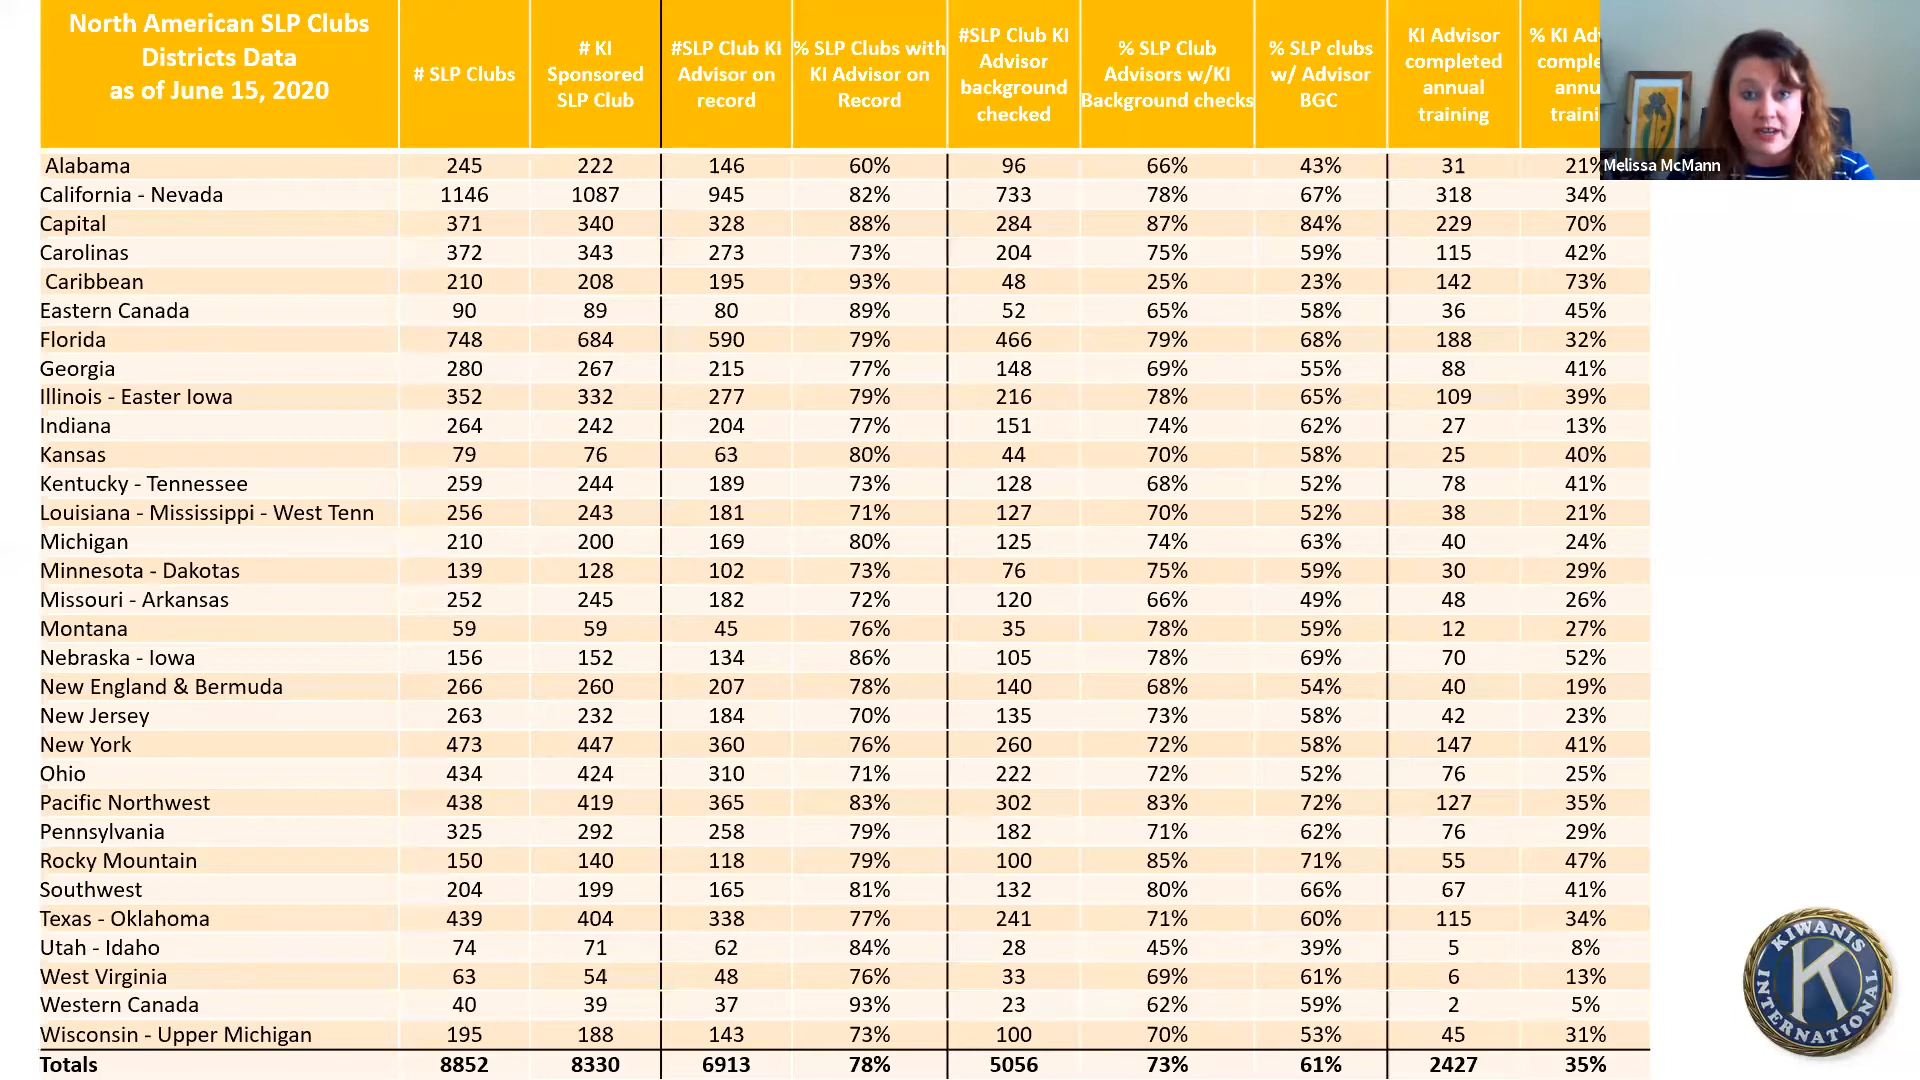 North American SLP Clubs
Districts Data
as of June 15, 2020
# SLP Clubs
# KI
Sponsored
SLP Club
#SLP Club KI
Advisor on
record
% SLP Clubs with
KI Advisor on
Record
#SLP Club KI
Advisor
background
checked
% SLP Club
Advisors w/KI
Background checks
% SLP clubs
w/ Advisor
BGC
KI Advisor
completed
annual
training
% KI Adv
comple
annu
traini
Melissa McMann
Alabama 245 222 146 60% 96 66% 43% 31 21%
California - Nevada 1146 1087 945 82% 733 78% 67% 318 34%
Capital 371 340 328 88% 284 87% 84% 229 70%
Carolinas 372 343 273 73% 204 75% 59% 115 42%
Caribbean 210 208 195 93% 48 25% 23% 142 73%
Eastern Canada 90 89 80 89% 52 65% 58% 36 45%
Florida 748 684 590 79% 466 79% 68% 188 32%
Georgia 280 267 215 77% 148 69% 55% 88 41%
Illinois - Easter Iowa 352 332 277 79% 216 78% 65% 109 39%
Indiana 264 242 204 77% 151 74% 62% 27 13%
Kansas 79 76 63 80% 44 70% 58% 25 40%
Kentucky - Tennessee 259 244 189 73% 128 68% 52% 78 41%
Louisiana - Mississippi - West Tenn 256 243 181 71% 127 70% 52% 38 21%
Michigan 210 200 169 80% 125 74% 63% 40 24%
Minnesota - Dakotas 139 128 102 73% 76 75% 59% 30 29%
Missouri - Arkansas 252 245 182 72% 120 66% 49% 48 26%
Montana 59 59 45 76% 35 78% 59% 12 27%
Nebraska - Iowa 156 152 134 86% 105 78% 69% 70 52%
New England & Bermuda 266 260 207 78% 140 68% 54% 40 19%
New Jersey 263 232 184 70% 135 73% 58% 42 23%
New York 473 447 360 76% 260 72% 58% 147 41%
Ohio 434 424 310 71% 222 72% 52% 76 25%
Pacific Northwest 438 419 365 83% 302 83% 72% 127 35%
Pennsylvania 325 292 258 79% 182 71% 62% 76 29%
Rocky Mountain 150 140 118 79% 100 85% 71% 55 47%
Southwest 204 199 165 81% 132 80% 66% 67 41%
Texas - Oklahoma 439 404 338 77% 241 71% 60% 115 34%
Utah - Idaho 74 71 62 84% 28 45% 39% 5 8%
West Virginia 63 54 48 76% 33 69% 61% 6 13%
Western Canada 40 39 37 93% 23 62% 59% 2 5%
Wisconsin - Upper Michigan 195 188 143 73% 100 70% 53% 45 31%
Totals 8852 8330 6913 78% 5056 73% 61% 2427 35%
KIWANIS
K
INTERNATIONAL